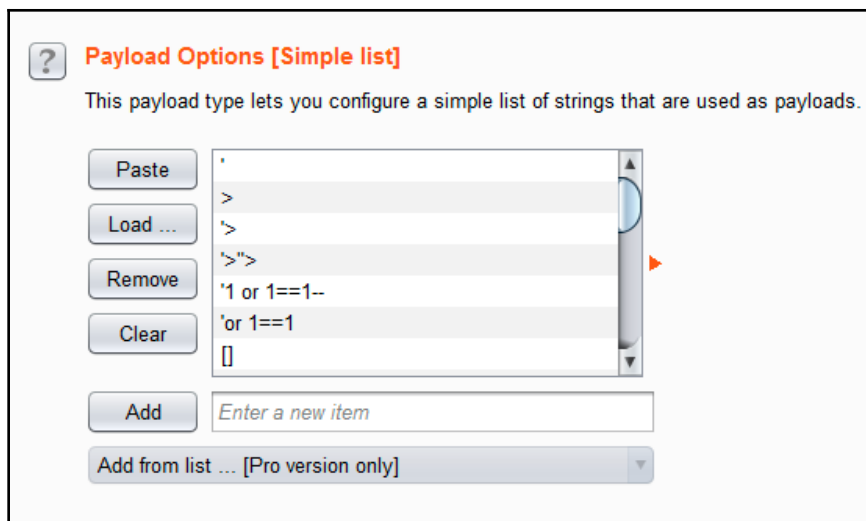 ?
Payload Options [Simple list]
This payload type lets you configure a simple list of strings that are used as payloads.
Paste
Load ...
Remove
Clear
'
>
'>
'>">
'1 or 1==1--
'or 1==1
[]
Add
Enter a new item
Add from list ... [Pro version only]